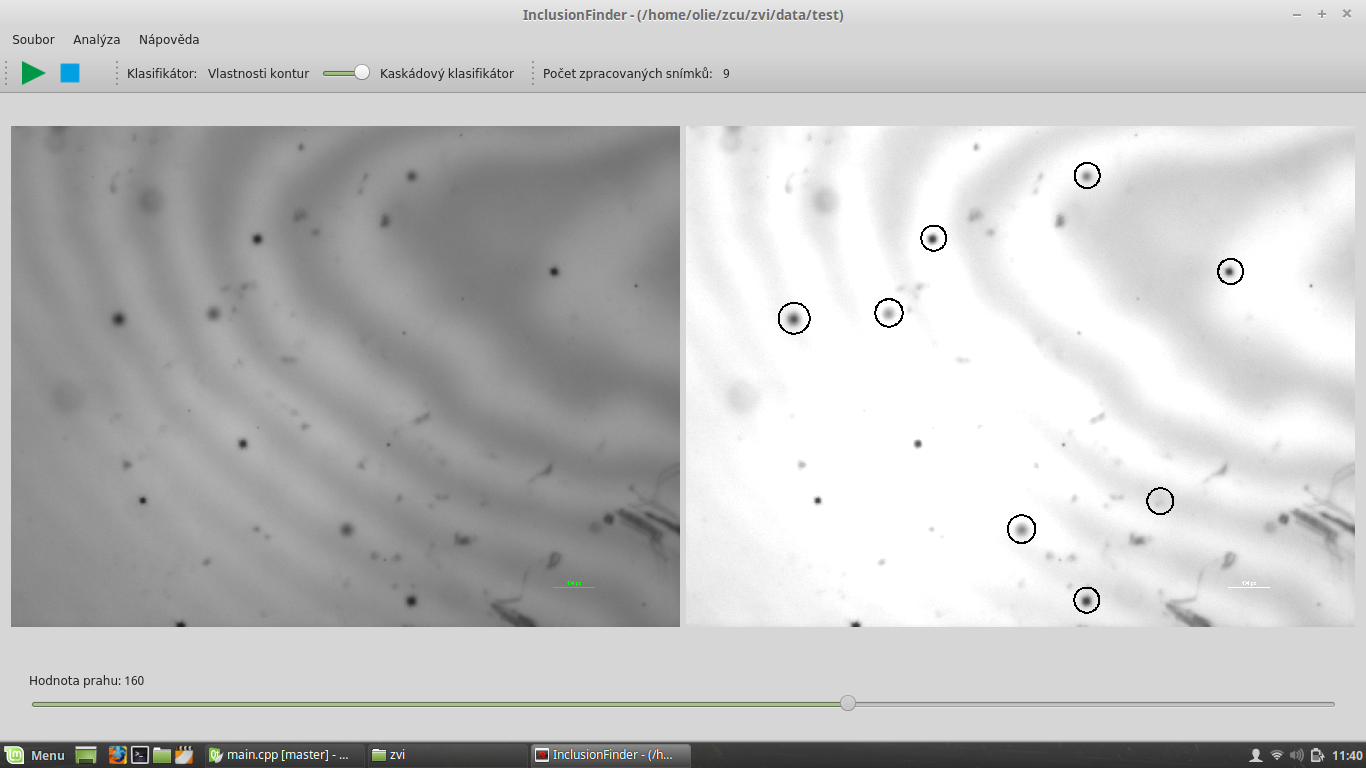 InclusionFinder - (/home/olie/zcu/zvi/data/test)
Soubor Analýza Nápověda
Klasifikátor: Vlastnosti kontur Kaskádový klasifikátor Počet zpracovaných snímků: 9
Hodnota prahu: 160
Menu main.cpp [master] - ... zvi InclusionFinder - (/h... 11:40